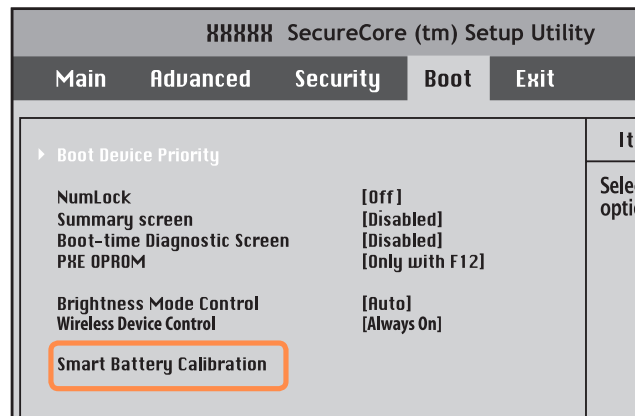 XXXXX SecureCore (tm) Setup Utility
Main Advanced Security Boot Exit
Boot Device Priority
NumLock [Off]
Summary screen [Disabled]
Boot-time Diagnostic Screen [Disabled]
PXE OPROM [Only with F12]
Brightness Mode Control [Auto]
Wireless Device Control [Always On]
Smart Battery Calibration